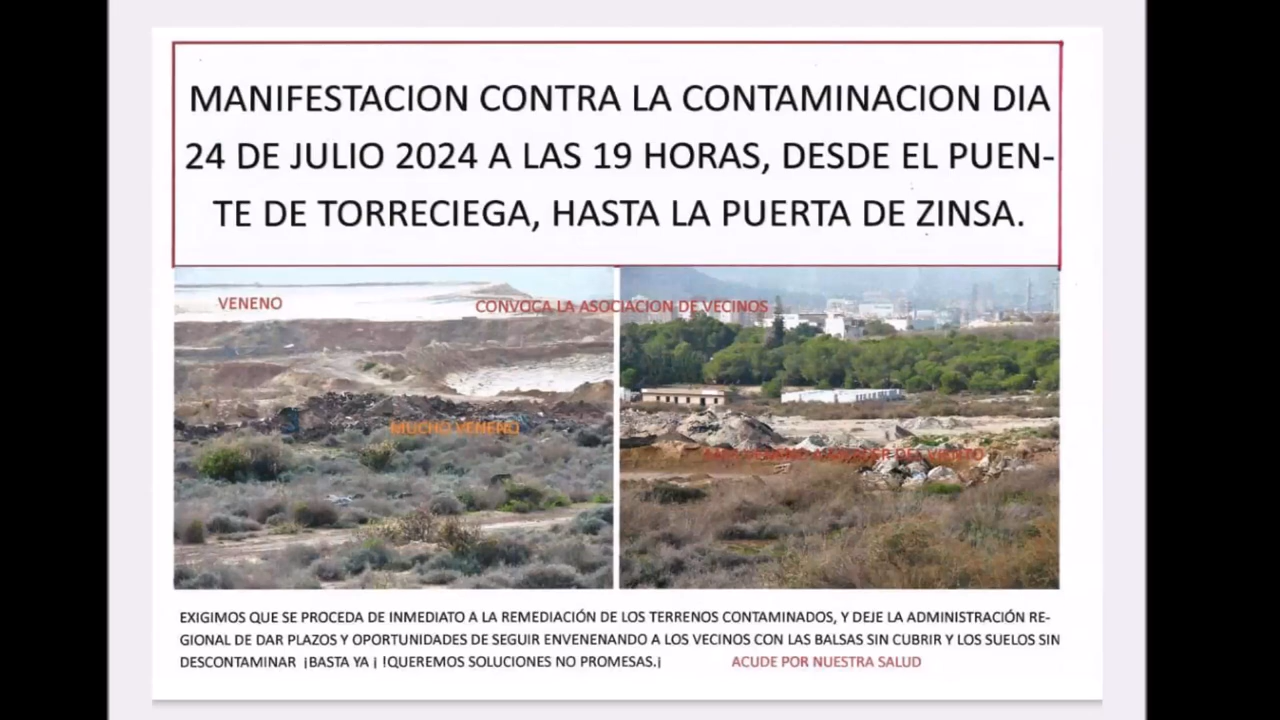 MANIFESTACION CONTRA LA CONTAMINACION DIA
24 DE JULIO 2024 A LAS 19 HORAS, DESDE EL PUEN-
TE DE TORRECIEGA, HASTA LA PUERTA DE ZINSA.
VENENO
CONVOCA LA ASOCIACION DE VECINOS
MUCHO VENENO
VENENO DEL VIENTO
EXIGIMOS QUE SE PROCEDA DE INMEDIATO A LA REMEDIACIÓN DE LOS TERRENOS CONTAMINADOS, Y DEJE LA ADMINISTRACIÓN RE-
GIONAL DE DAR PLAZOS Y OPORTUNIDADES DE SEGUIR ENVENENANDO A LOS VECINOS CON LAS BALSAS SIN CUBRIR Y LOS SUELOS SIN
DESCONTAMINAR ¡BASTA YA ¡ !QUEREMOS SOLUCIONES NO PROMESAS.¡ ACUDE POR NUESTRA SALUD